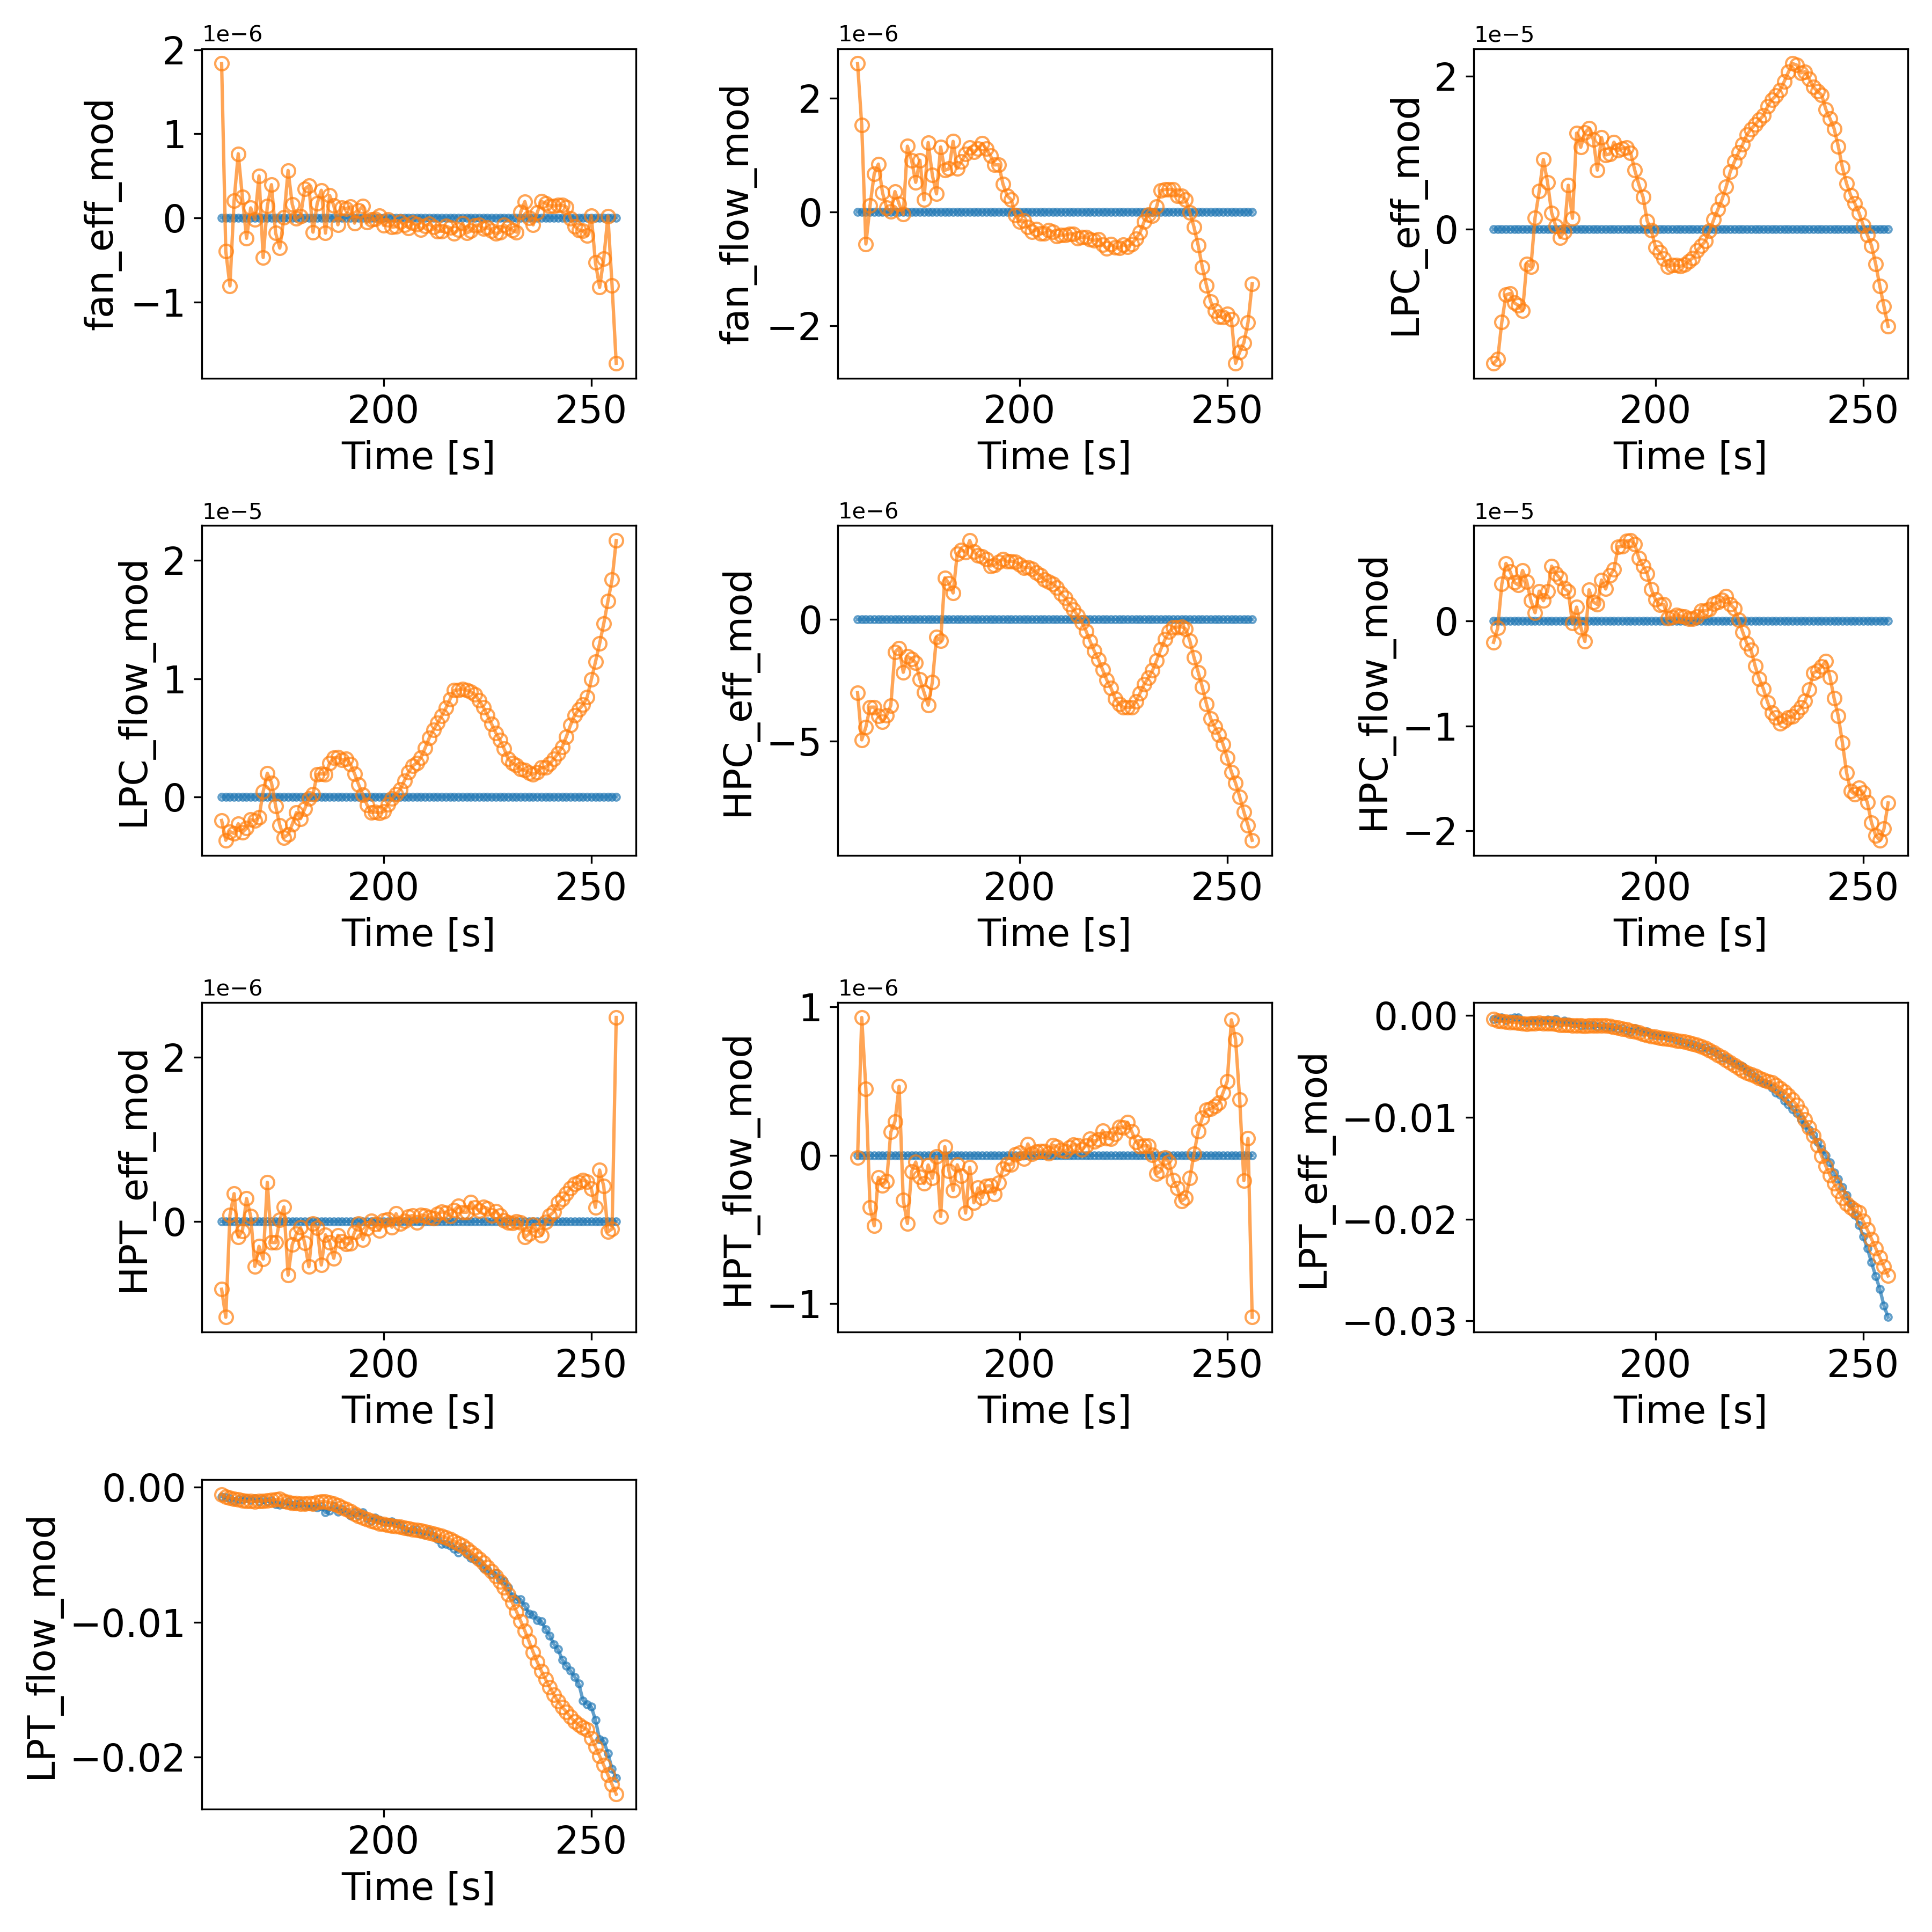 1e−6
fan_eff_mod
2
1
0
−1
200
250
Time [s]
1e−6
fan_flow_mod
2
0
−2
200
250
Time [s]
1e−5
LPC_eff_mod
2
0
200
250
Time [s]
1e−5
LPC_flow_mod
2
1
0
200
250
Time [s]
1e−6
HPC_eff_mod
0
−5
200
250
Time [s]
1e−5
HPC_flow_mod
0
−1
−2
200
250
Time [s]
1e−6
HPT_eff_mod
2
0
200
250
Time [s]
1e−6
HPT_flow_mod
1
0
−1
200
250
Time [s]
LPT_eff_mod
0.00
−0.01
−0.02
−0.03
200
250
Time [s]
LPT_flow_mod
0.00
−0.01
−0.02
200
250
Time [s]